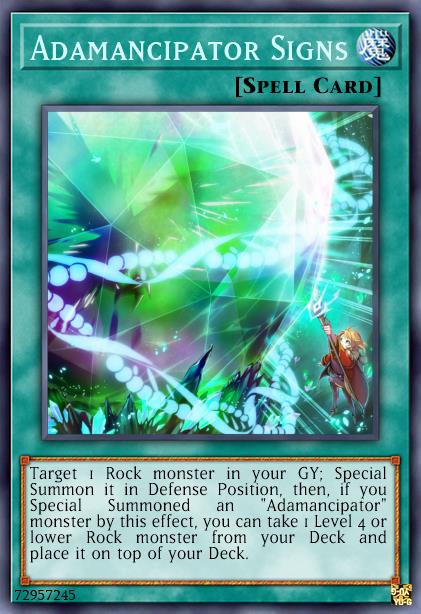 Adamancipator Signs 魔
[Spell Card]
Target 1 Rock monster in your GY; Special
Summon it in Defense Position, then, if you
Special Summoned an "Adamancipator"
monster by this effect, you can take 1 Level 4 or
lower Rock monster from your Deck and
place it on top of your Deck.
72957245